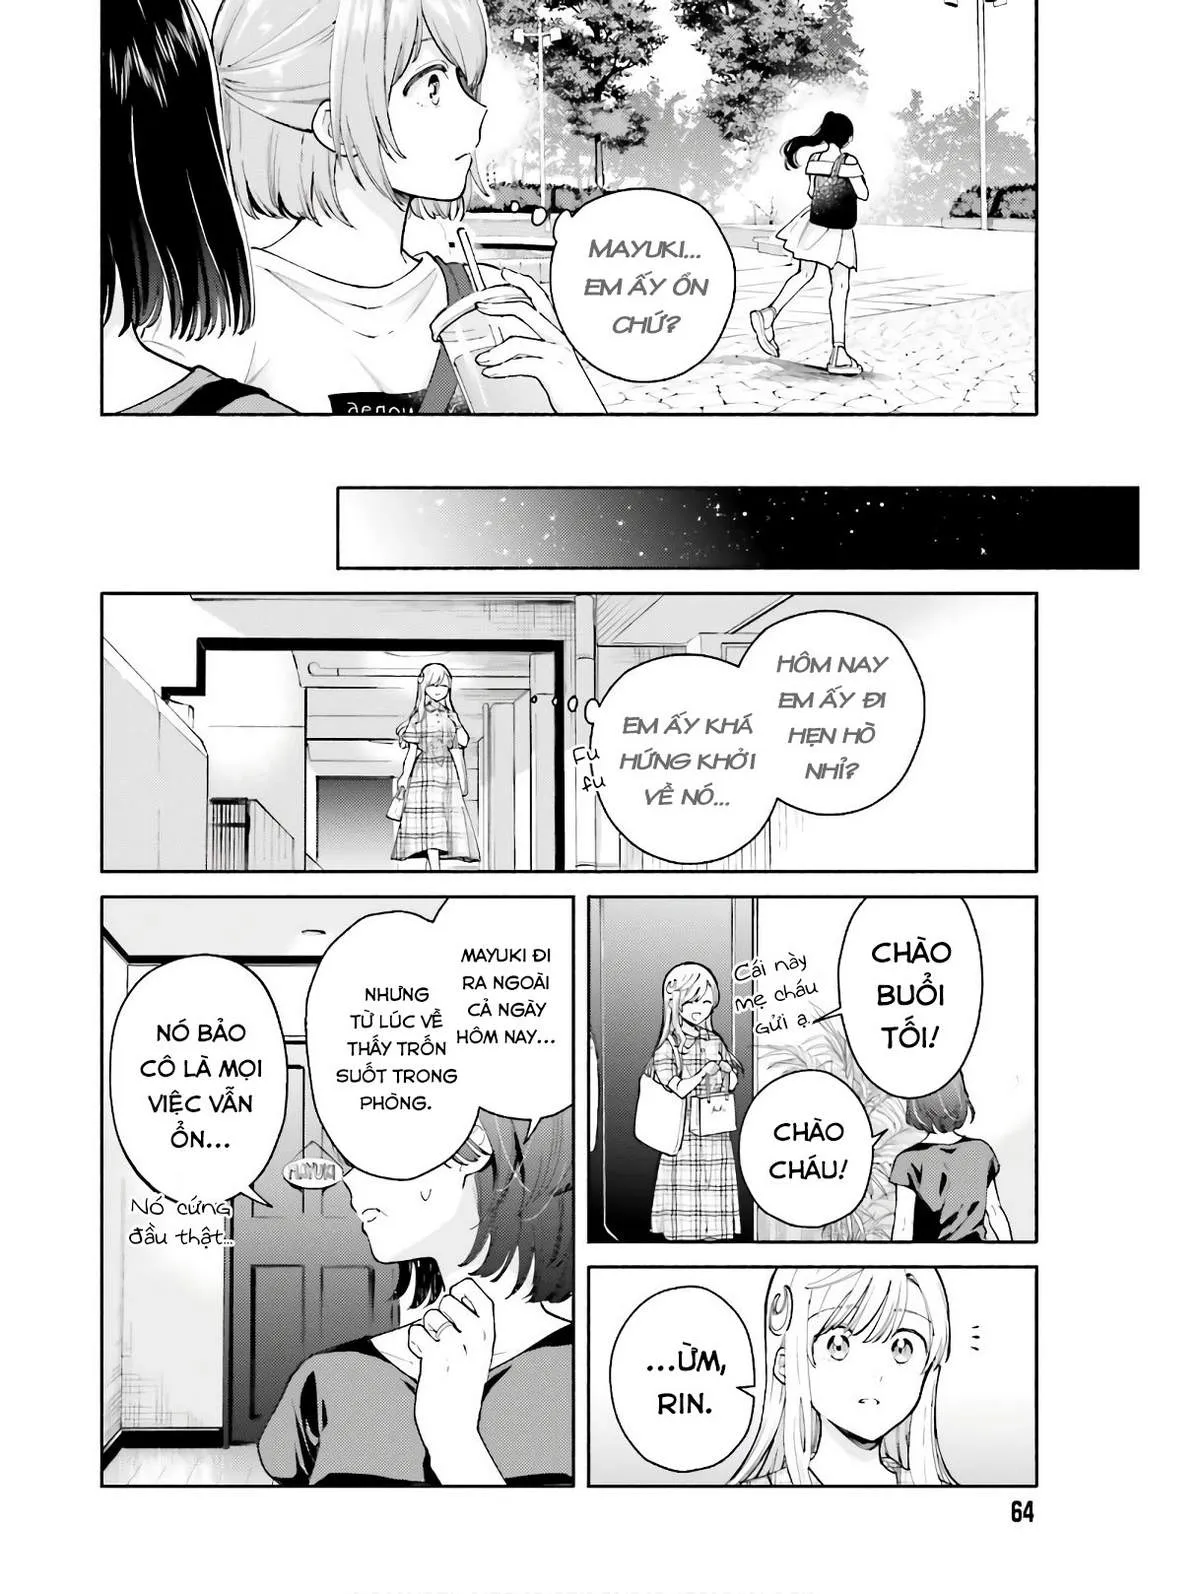 MAYUKI...
EM ẤY ỔN
CHỨ?
HÔM NAY
EM ẤY ĐI
HẸN HÒ
NHỈ?
EM ẤY KHÁ
HỨNG KHỞI
VỀ NÓ...
Fu
fu
CHÀO
BUỔI
TỐI!
Cái này
mẹ cháu
gửi ạ...
CHÀO
CHÁU!
...ỪM,
RIN.
MAYUKI ĐI
RA NGOÀI
CẢ NGÀY
HÔM NAY...
NHƯNG
TỪ LÚC VỀ
THẤY TRỐN
SUỐT TRONG
PHÒNG.
MAYUKI
NÓ BẢO
CÔ LÀ MỌI
VIỆC VẪN
ỔN...
Nó cứng
đầu thật...
64